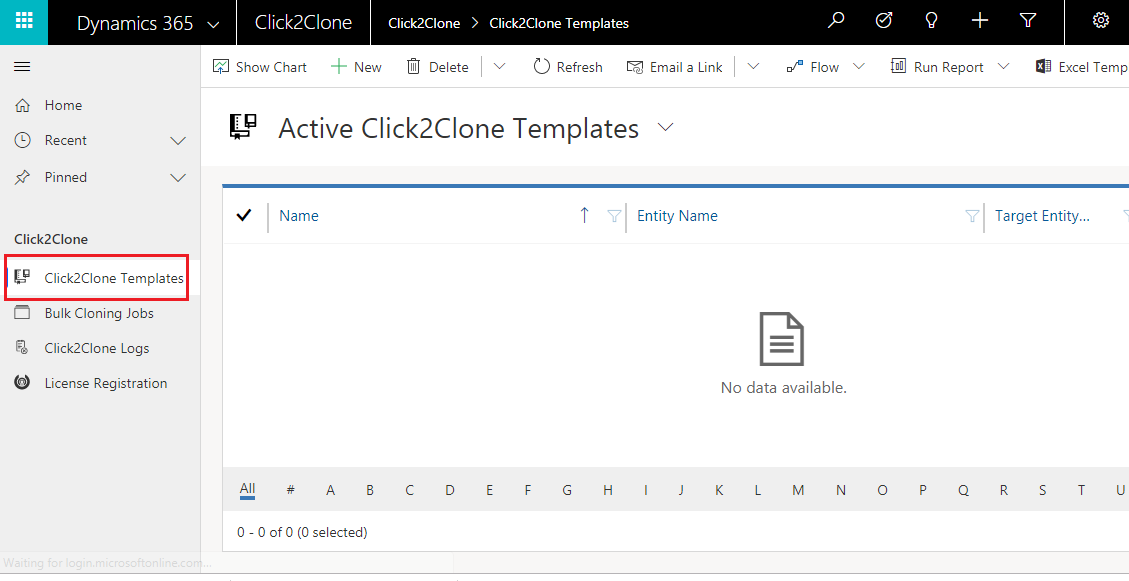 Dynamics 365 Click2Clone Click2Clone > Click2Clone Templates
Show Chart New Delete Refresh Email a Link Flow Run Report Excel Temp
Home
Recent
Pinned
Click2Clone
Click2Clone Templates
Bulk Cloning Jobs
Click2Clone Logs
License Registration
Active Click2Clone Templates
Name Entity Name Target Entity...
No data available.
All # A B C D E F G H I J K L M N O P Q R S T U
0 - 0 of 0 (0 selected)
Waiting for login.microsoftonline.com...